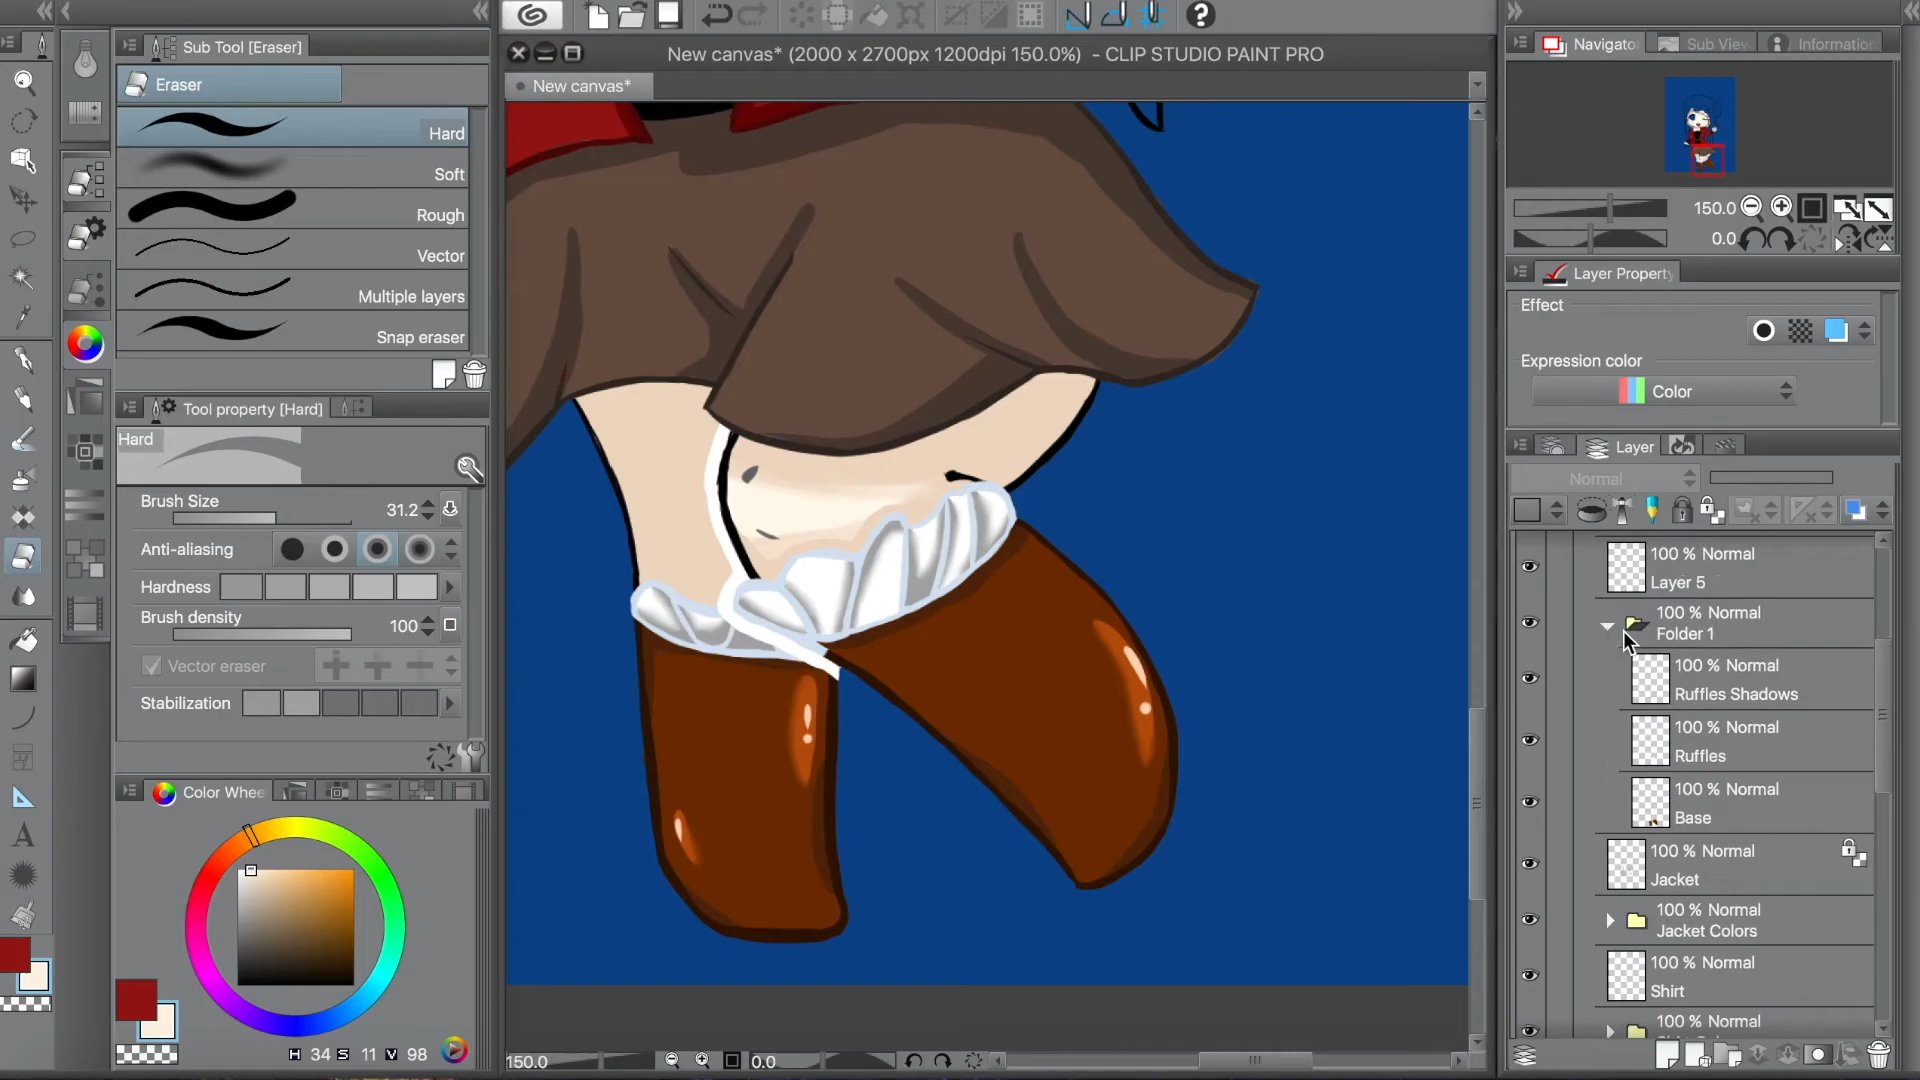 Sub Tool [Eraser]
Eraser
Hard
Soft
Rough
Vector
Multiple layers
Snap eraser
Tool property [Hard]
Hard
Brush Size
31.2
Anti-aliasing
Hardness
Brush density
100
Vector eraser
Stabilization
Color Whee
H 34 S 11 V 98
New canvas* (2000 x 2700px 1200dpi 150.0%) - CLIP STUDIO PAINT PRO
New canvas*
150.0
0.0
Navigato
Sub View
Information
150.0
0.0
Layer Property
Effect
Expression color
Color
Layer
Normal
100 % Normal
Layer 5
100 % Normal
Folder 1
100 % Normal
Ruffles Shadows
100 % Normal
Ruffles
100 % Normal
Base
100 % Normal
Jacket
100 % Normal
Jacket Colors
100 % Normal
Shirt
100 % Normal